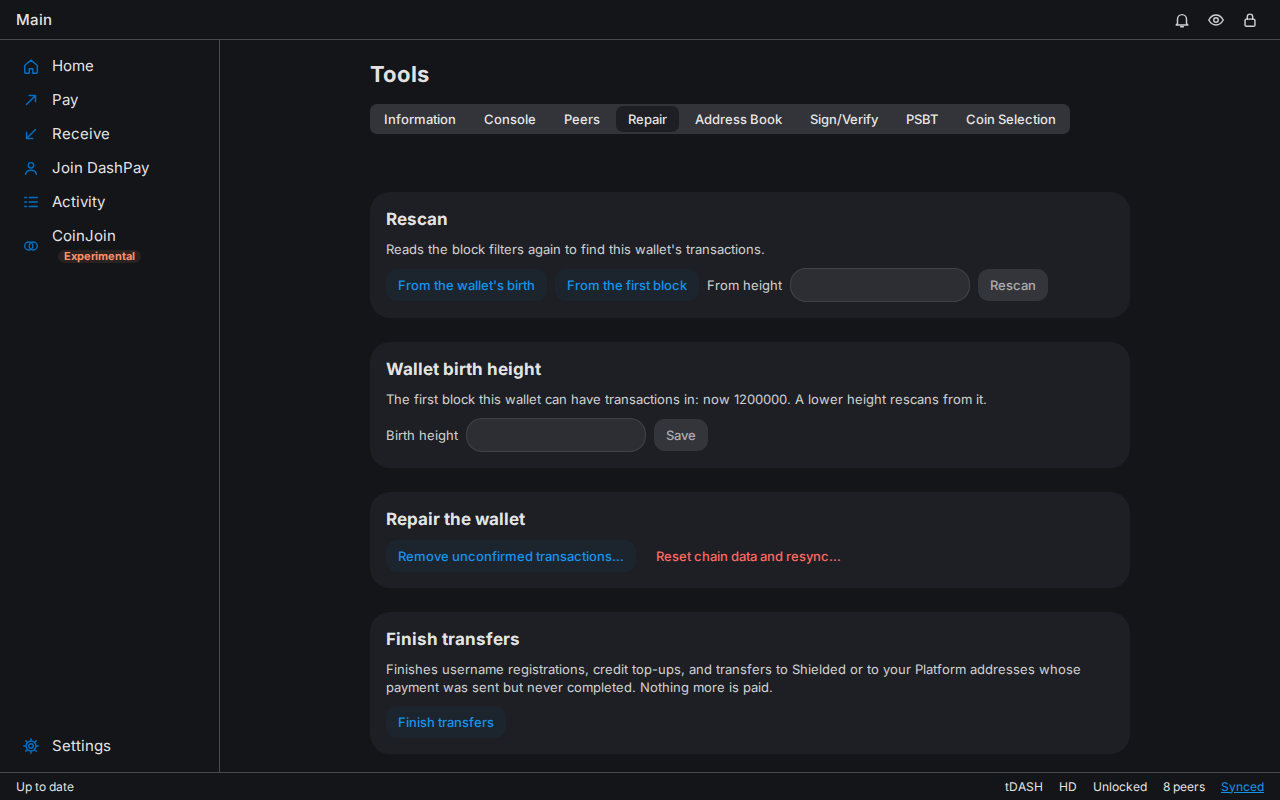 Main
Home
Pay
Receive
Join DashPay
Activity
CoinJoin
Experimental
Settings
Tools
Information Console Peers Repair Address Book Sign/Verify PSBT Coin Selection
Rescan
Reads the block filters again to find this wallet's transactions.
From the wallet's birth From the first block From height Rescan
Wallet birth height
The first block this wallet can have transactions in: now 1200000. A lower height rescans from it.
Birth height Save
Repair the wallet
Remove unconfirmed transactions... Reset chain data and resync...
Finish transfers
Finishes username registrations, credit top-ups, and transfers to Shielded or to your Platform addresses whose
payment was sent but never completed. Nothing more is paid.
Finish transfers
Up to date tDASH HD Unlocked 8 peers Synced